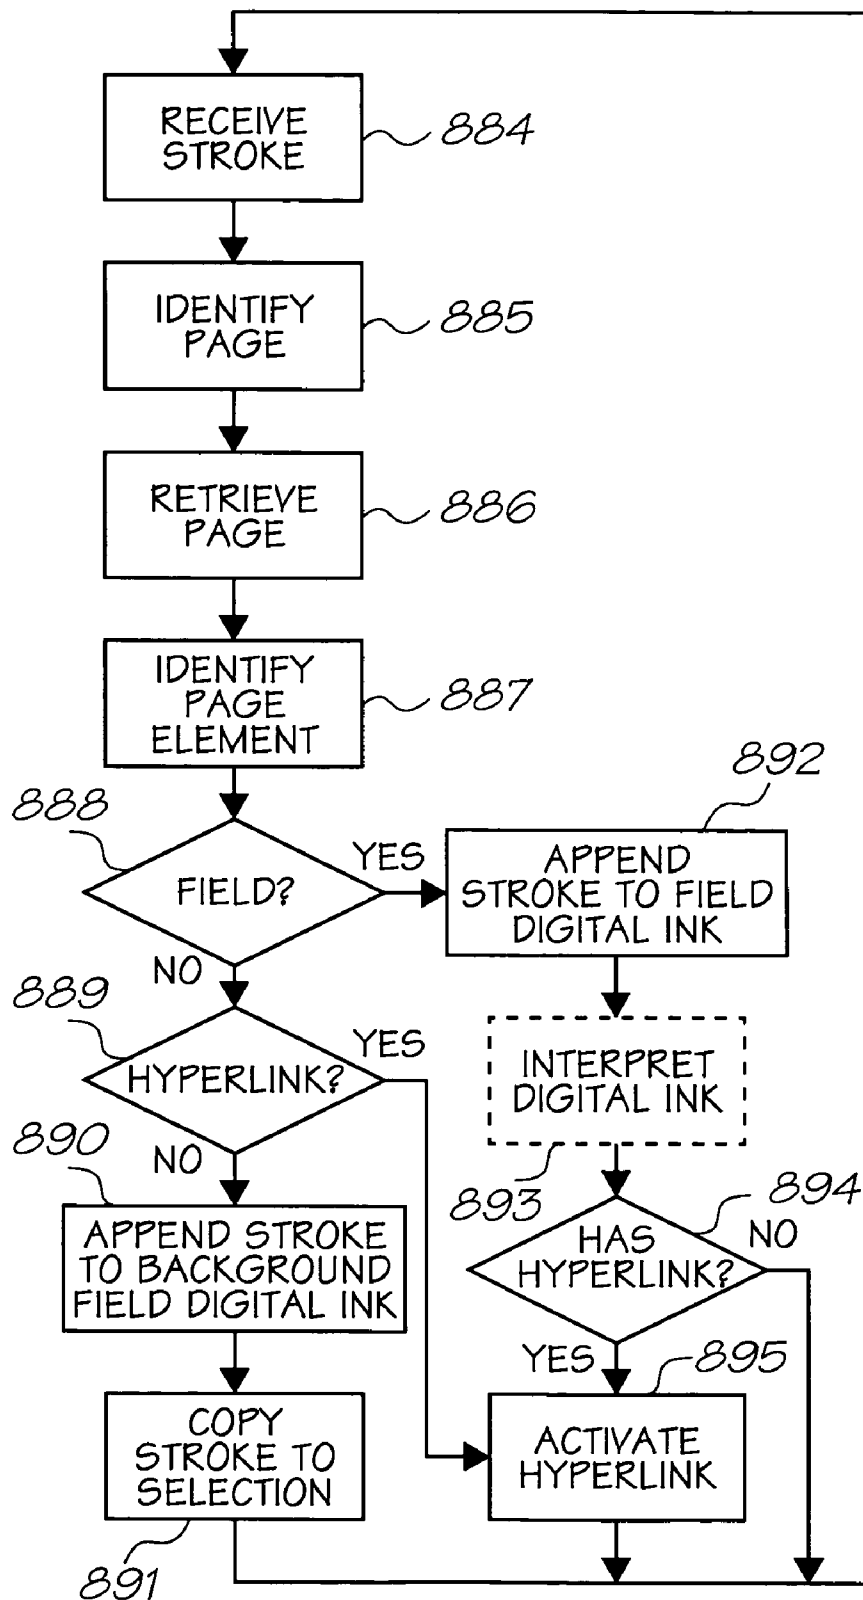 RECEIVE
STROKE
884
IDENTIFY
PAGE
885
RETRIEVE
PAGE
886
IDENTIFY
PAGE
ELEMENT
887
888
FIELD?
YES
NO
892
APPEND
STROKE TO FIELD
DIGITAL INK
889
HYPERLINK?
YES
NO
INTERPRET
DIGITAL INK
893
890
APPEND STROKE
TO BACKGROUND
FIELD DIGITAL INK
894
HAS
HYPERLINK?
NO
YES
895
COPY
STROKE TO
SELECTION
891
ACTIVATE
HYPERLINK